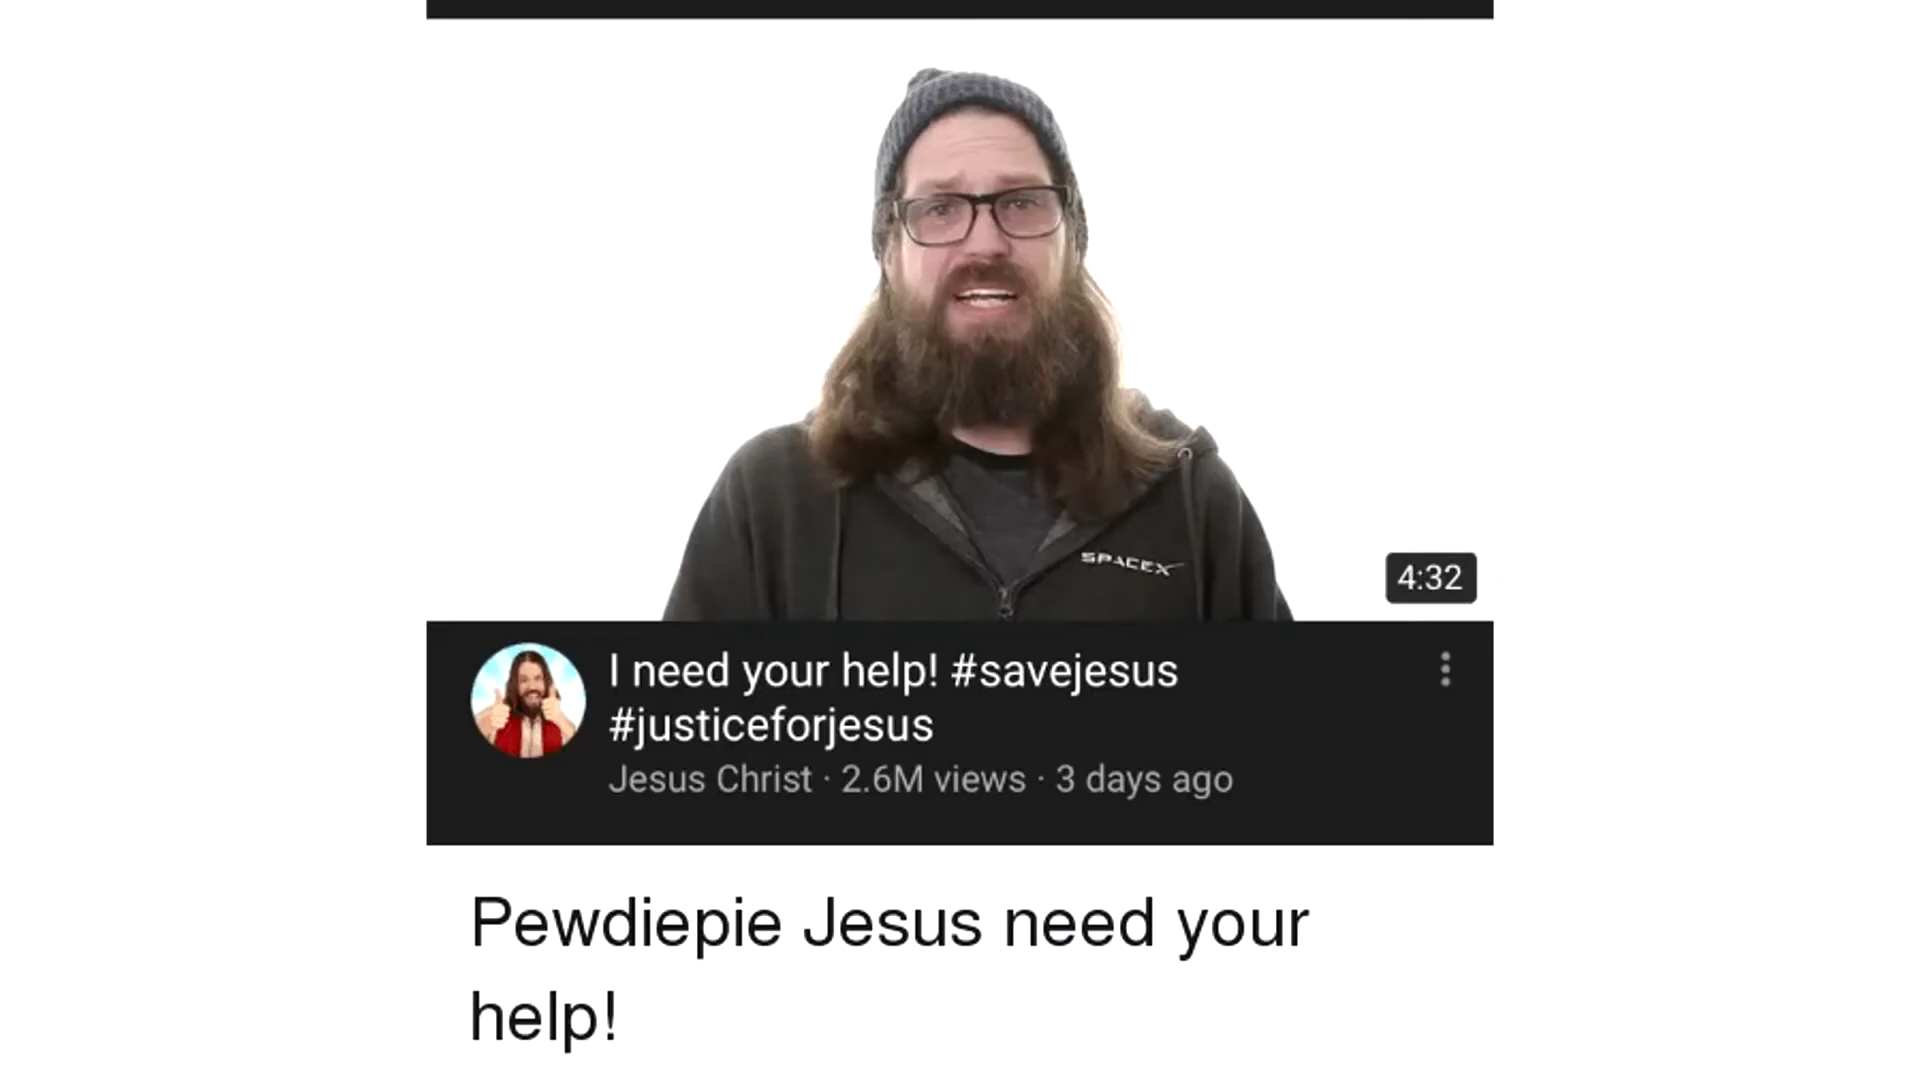 SPACEX
4:32
I need your help! #savejesus
#justiceforjesus
Jesus Christ · 2.6M views · 3 days ago
Pewdiepie Jesus need your
help!